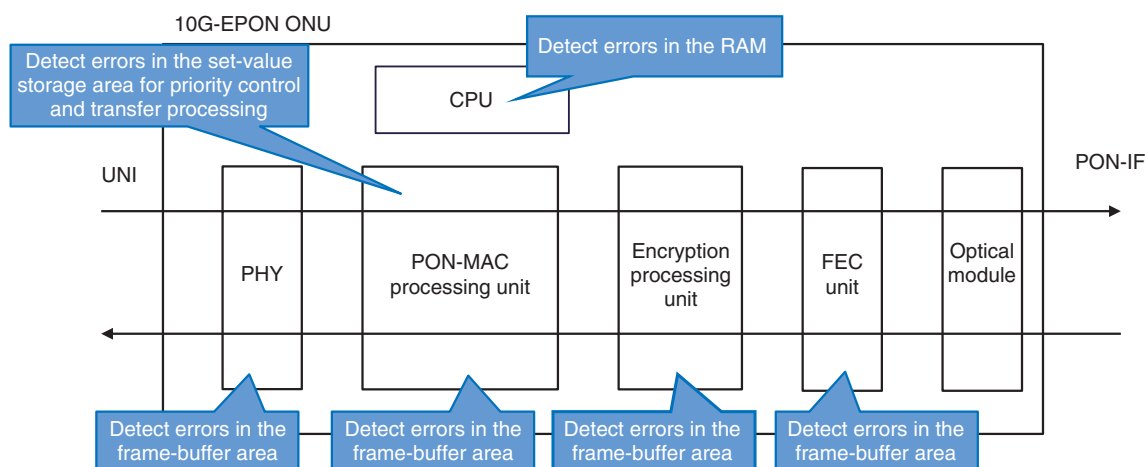 10G-EPON ONU
Detect errors in the set-value
storage area for priority control
and transfer processing
Detect errors in the RAM
CPU
UNI
PON-IF
PHY
PON-MAC
processing unit
Encryption
processing
unit
FEC
unit
Optical
module
Detect errors in the
frame-buffer area
Detect errors in the
frame-buffer area
Detect errors in the
frame-buffer area
Detect errors in the
frame-buffer area